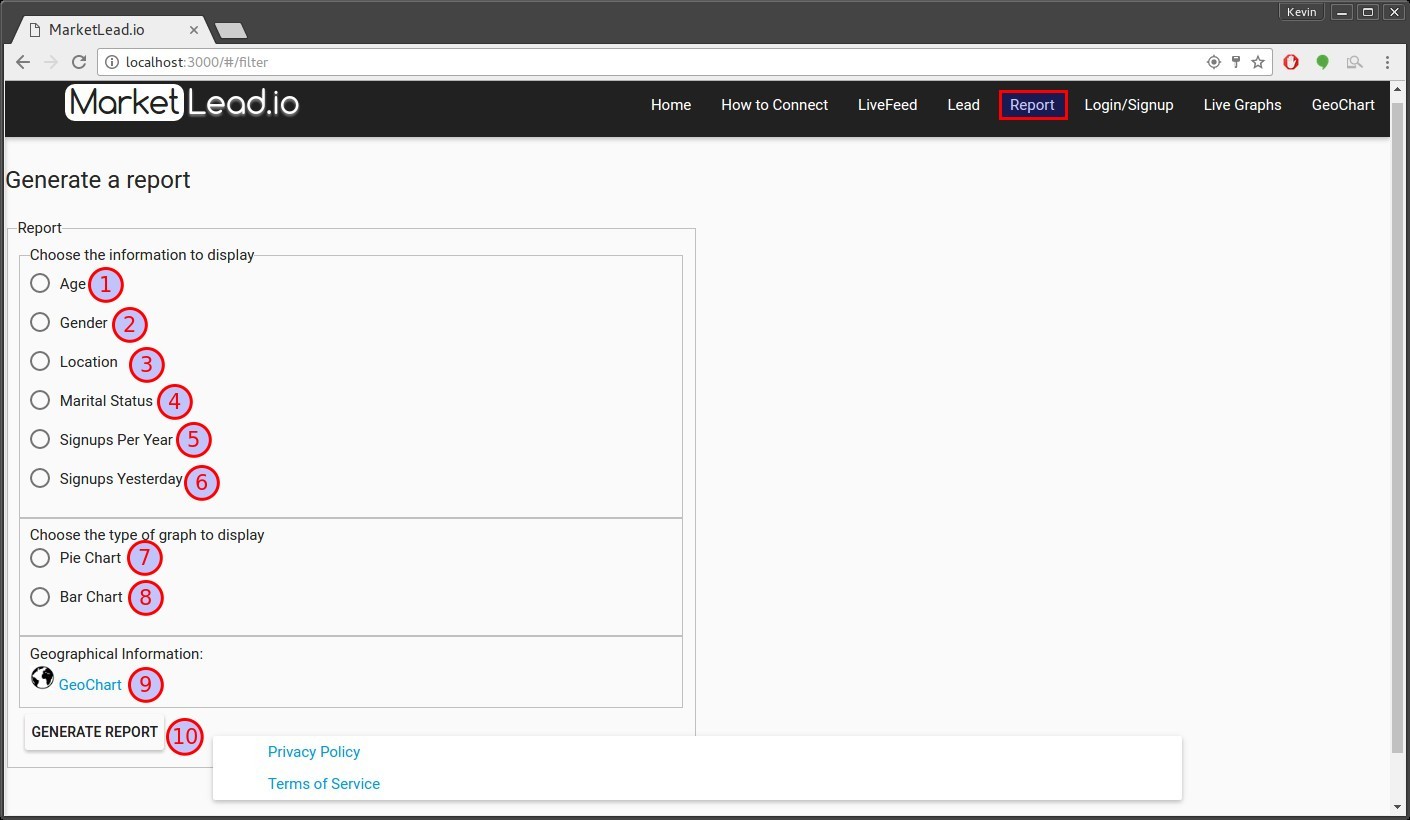 Kevin
MarketLead.io
localhost:3000/#/filter
MarketLead.io Home How to Connect LiveFeed Lead Report Login/Signup Live Graphs GeoChart
Generate a report
Report
Choose the information to display
Age 1
Gender 2
Location 3
Marital Status 4
Signups Per Year 5
Signups Yesterday 6
Choose the type of graph to display
Pie Chart 7
Bar Chart 8
Geographical Information:
GeoChart 9
GENERATE REPORT 10
Privacy Policy
Terms of Service